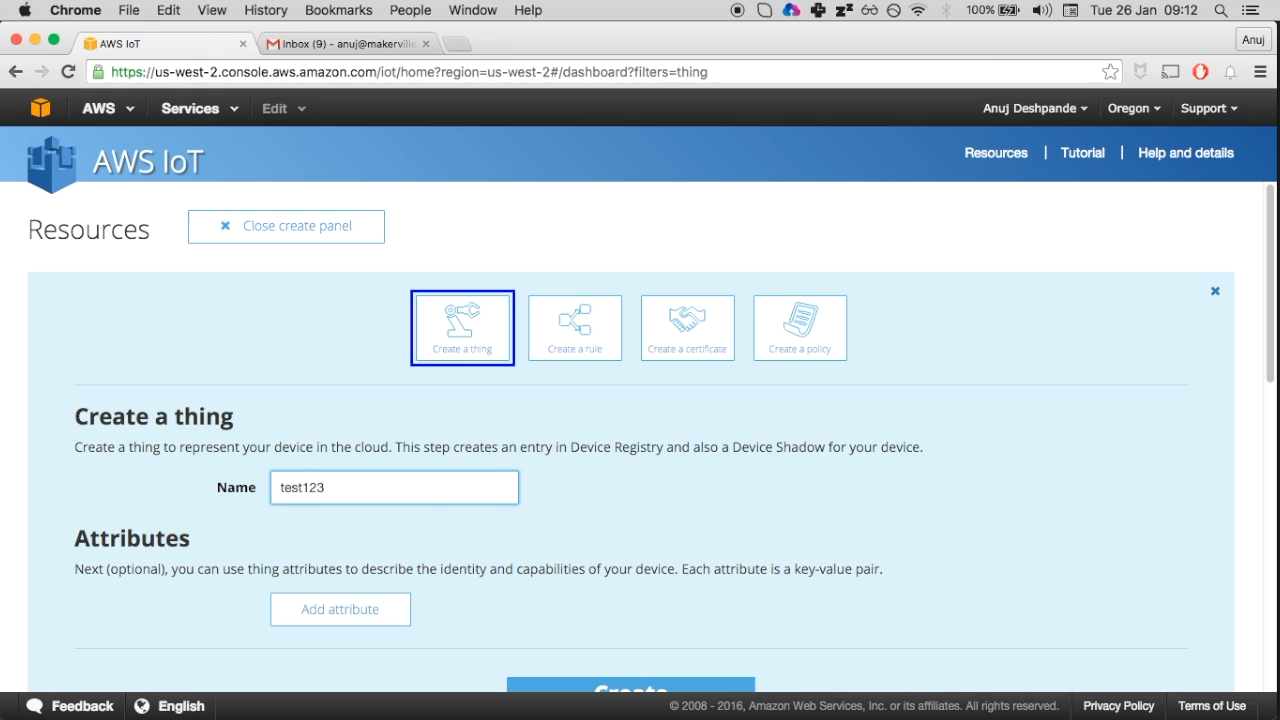 Chrome File Edit View History Bookmarks People Window Help 100% Tue 26 Jan 09:12
AWS IoT Inbox (9) - anuj@makerville Anuj
https://us-west-2.console.aws.amazon.com/iot/home?region=us-west-2#/dashboard?filters=thing
AWS Services Edit Anuj Deshpande Oregon Support
AWS IoT Resources | Tutorial | Help and details
Resources Close create panel
Create a thing Create a rule Create a certificate Create a policy
Create a thing
Create a thing to represent your device in the cloud. This step creates an entry in Device Registry and also a Device Shadow for your device.
Name test123
Attributes
Next (optional), you can use thing attributes to describe the identity and capabilities of your device. Each attribute is a key-value pair.
Add attribute
Create
Feedback English © 2008 - 2016, Amazon Web Services, Inc. or its affiliates. All rights reserved. Privacy Policy Terms of Use